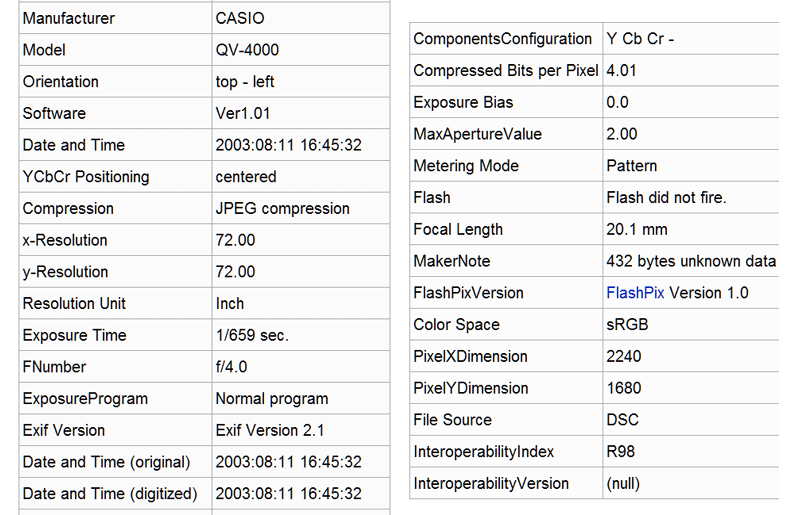 Manufacturer CASIO
Model QV-4000
Orientation top - left
Software Ver1.01
Date and Time 2003:08:11 16:45:32
YCbCr Positioning centered
Compression JPEG compression
x-Resolution 72.00
y-Resolution 72.00
Resolution Unit Inch
Exposure Time 1/659 sec.
FNumber f/4.0
ExposureProgram Normal program
Exif Version Exif Version 2.1
Date and Time (original) 2003:08:11 16:45:32
Date and Time (digitized) 2003:08:11 16:45:32
ComponentsConfiguration Y Cb Cr -
Compressed Bits per Pixel 4.01
Exposure Bias 0.0
MaxApertureValue 2.00
Metering Mode Pattern
Flash Flash did not fire.
Focal Length 20.1 mm
MakerNote 432 bytes unknown data
FlashPixVersion FlashPix Version 1.0
Color Space sRGB
PixelXDimension 2240
PixelYDimension 1680
File Source DSC
InteroperabilityIndex R98
InteroperabilityVersion (null)